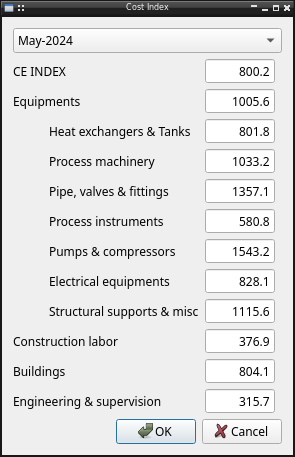 Cost Index
May-2024
CE INDEX 800.2
Equipments 1005.6
Heat exchangers & Tanks 801.8
Process machinery 1033.2
Pipe, valves & fittings 1357.1
Process instruments 580.8
Pumps & compressors 1543.2
Electrical equipments 828.1
Structural supports & misc 1115.6
Construction labor 376.9
Buildings 804.1
Engineering & supervision 315.7
OK Cancel